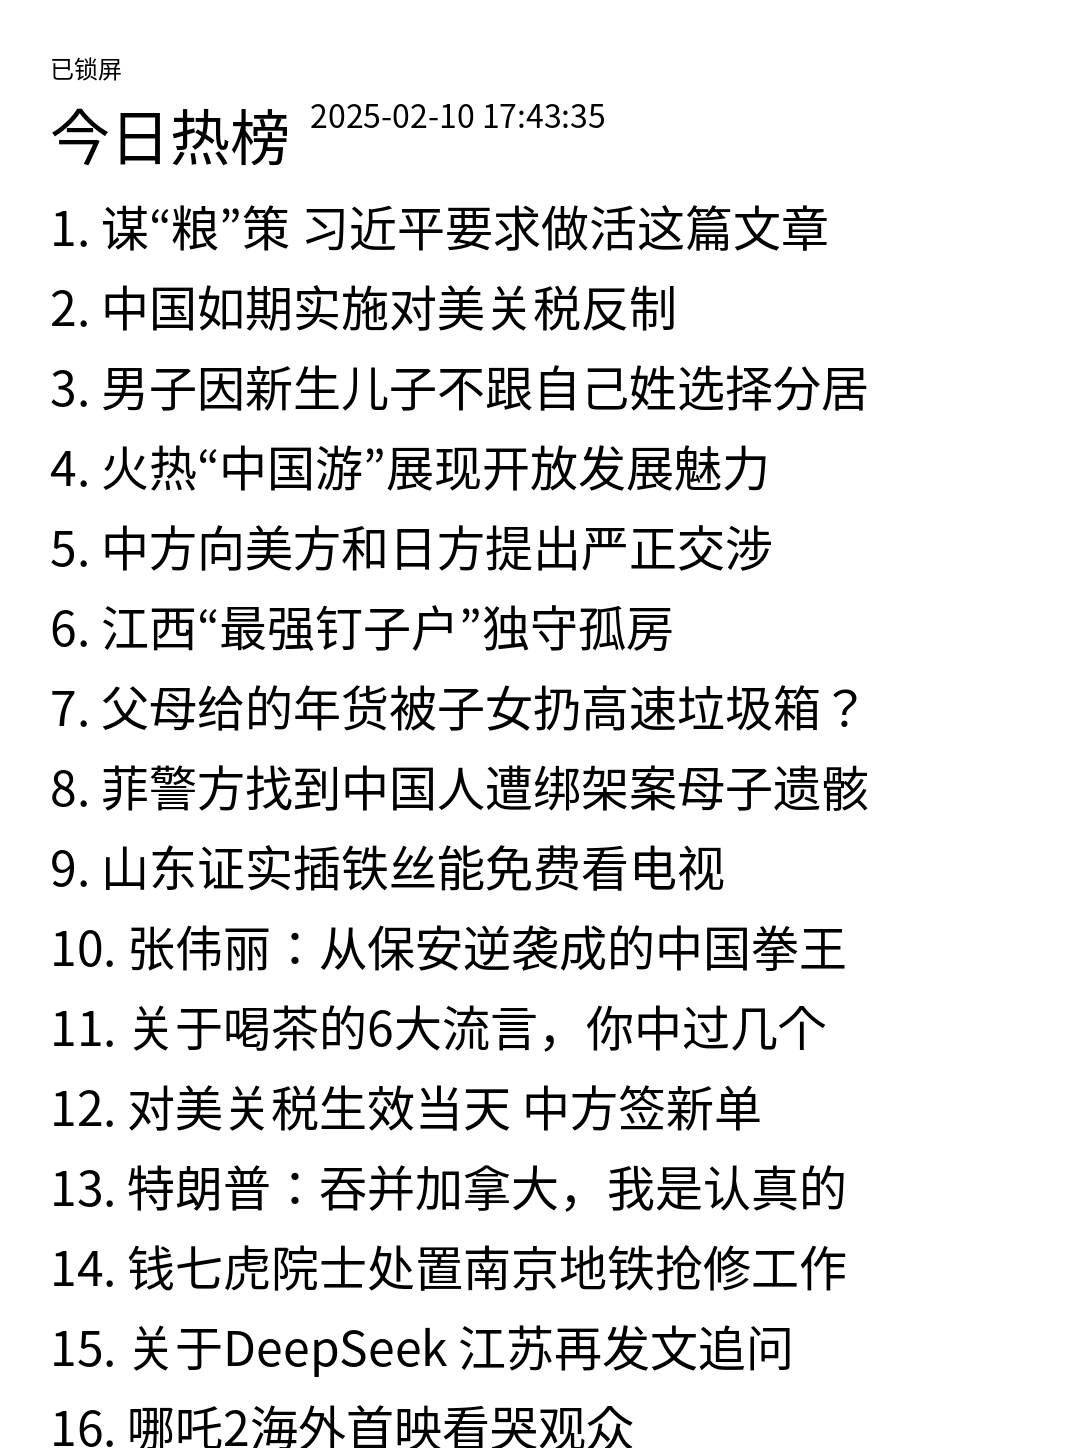 已锁屏
今日热榜 2025-02-10 17:43:35
1. 谋“粮”策 习近平要求做活这篇文章
2. 中国如期实施对美关税反制
3. 男子因新生儿子不跟自己姓选择分居
4. 火热“中国游”展现开放发展魅力
5. 中方向美方和日方提出严正交涉
6. 江西“最强钉子户”独守孤房
7. 父母给的年货被子女扔高速垃圾箱？
8. 菲警方找到中国人遭绑架案母子遗骸
9. 山东证实插铁丝能免费看电视
10. 张伟丽：从保安逆袭成的中国拳王
11. 关于喝茶的6大流言，你中过几个
12. 对美关税生效当天 中方签新单
13. 特朗普：吞并加拿大，我是认真的
14. 钱七虎院士处置南京地铁抢修工作
15. 关于DeepSeek 江苏再发文追问
16. 哪吒2海外首映看哭观众